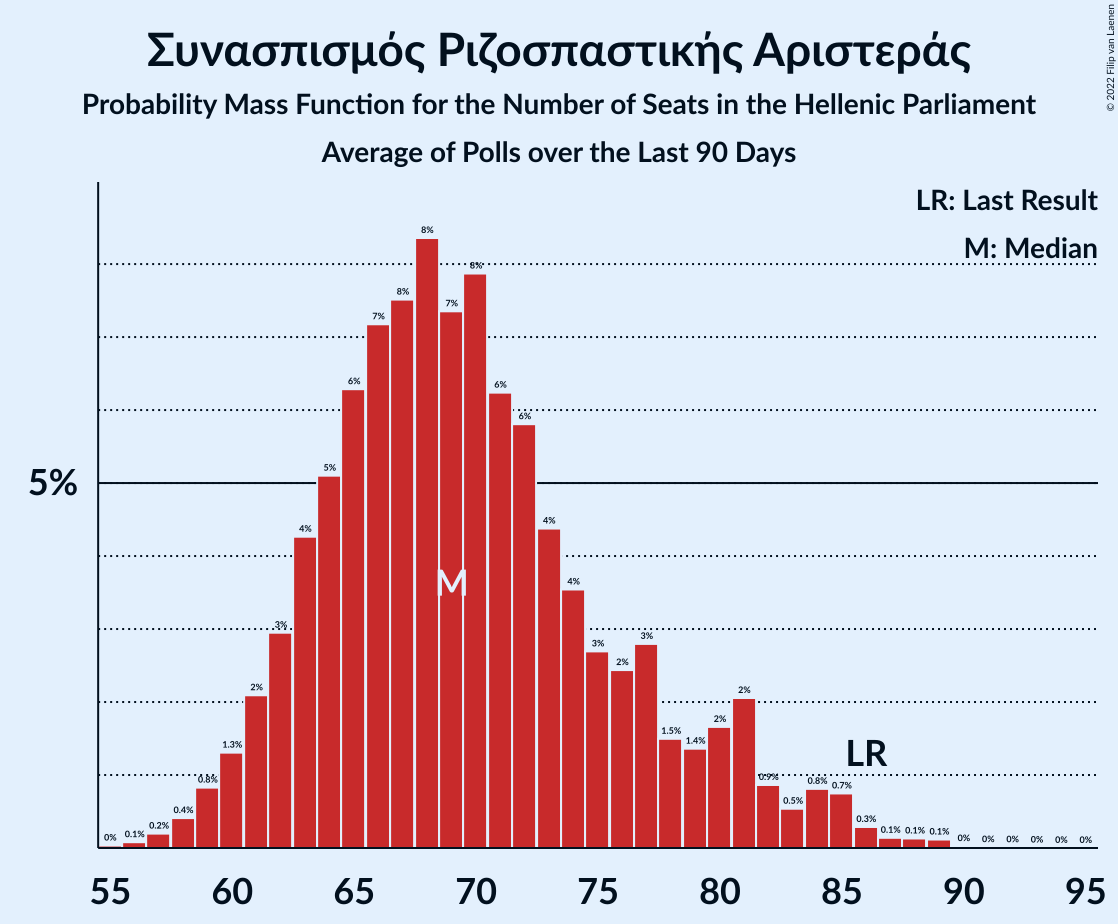 Συνασπισμός Ριζοσπαστικής Αριστεράς
Probability Mass Function for the Number of Seats in the Hellenic Parliament
Average of Polls over the Last 90 Days
© 2022 Filip van Laenen
LR: Last Result
M: Median
5%
0% 0.1% 0.2% 0.4% 0.8% 1.3% 2% 3% 4% 5% 6% 7% 8% 8% 7% 8% 6% 6% 4% 4% 3% 2% 3% 1.5% 1.4% 2% 2% 0.9% 0.5% 0.8% 0.7% 0.3% 0.1% 0.1% 0.1% 0% 0% 0% 0% 0% 0%
M
LR
55 60 65 70 75 80 85 90 95